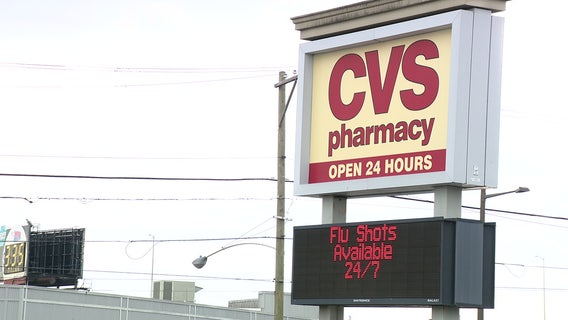 CVS
pharmacy
OPEN 24 HOURS
Flu Shots
Available
24/7